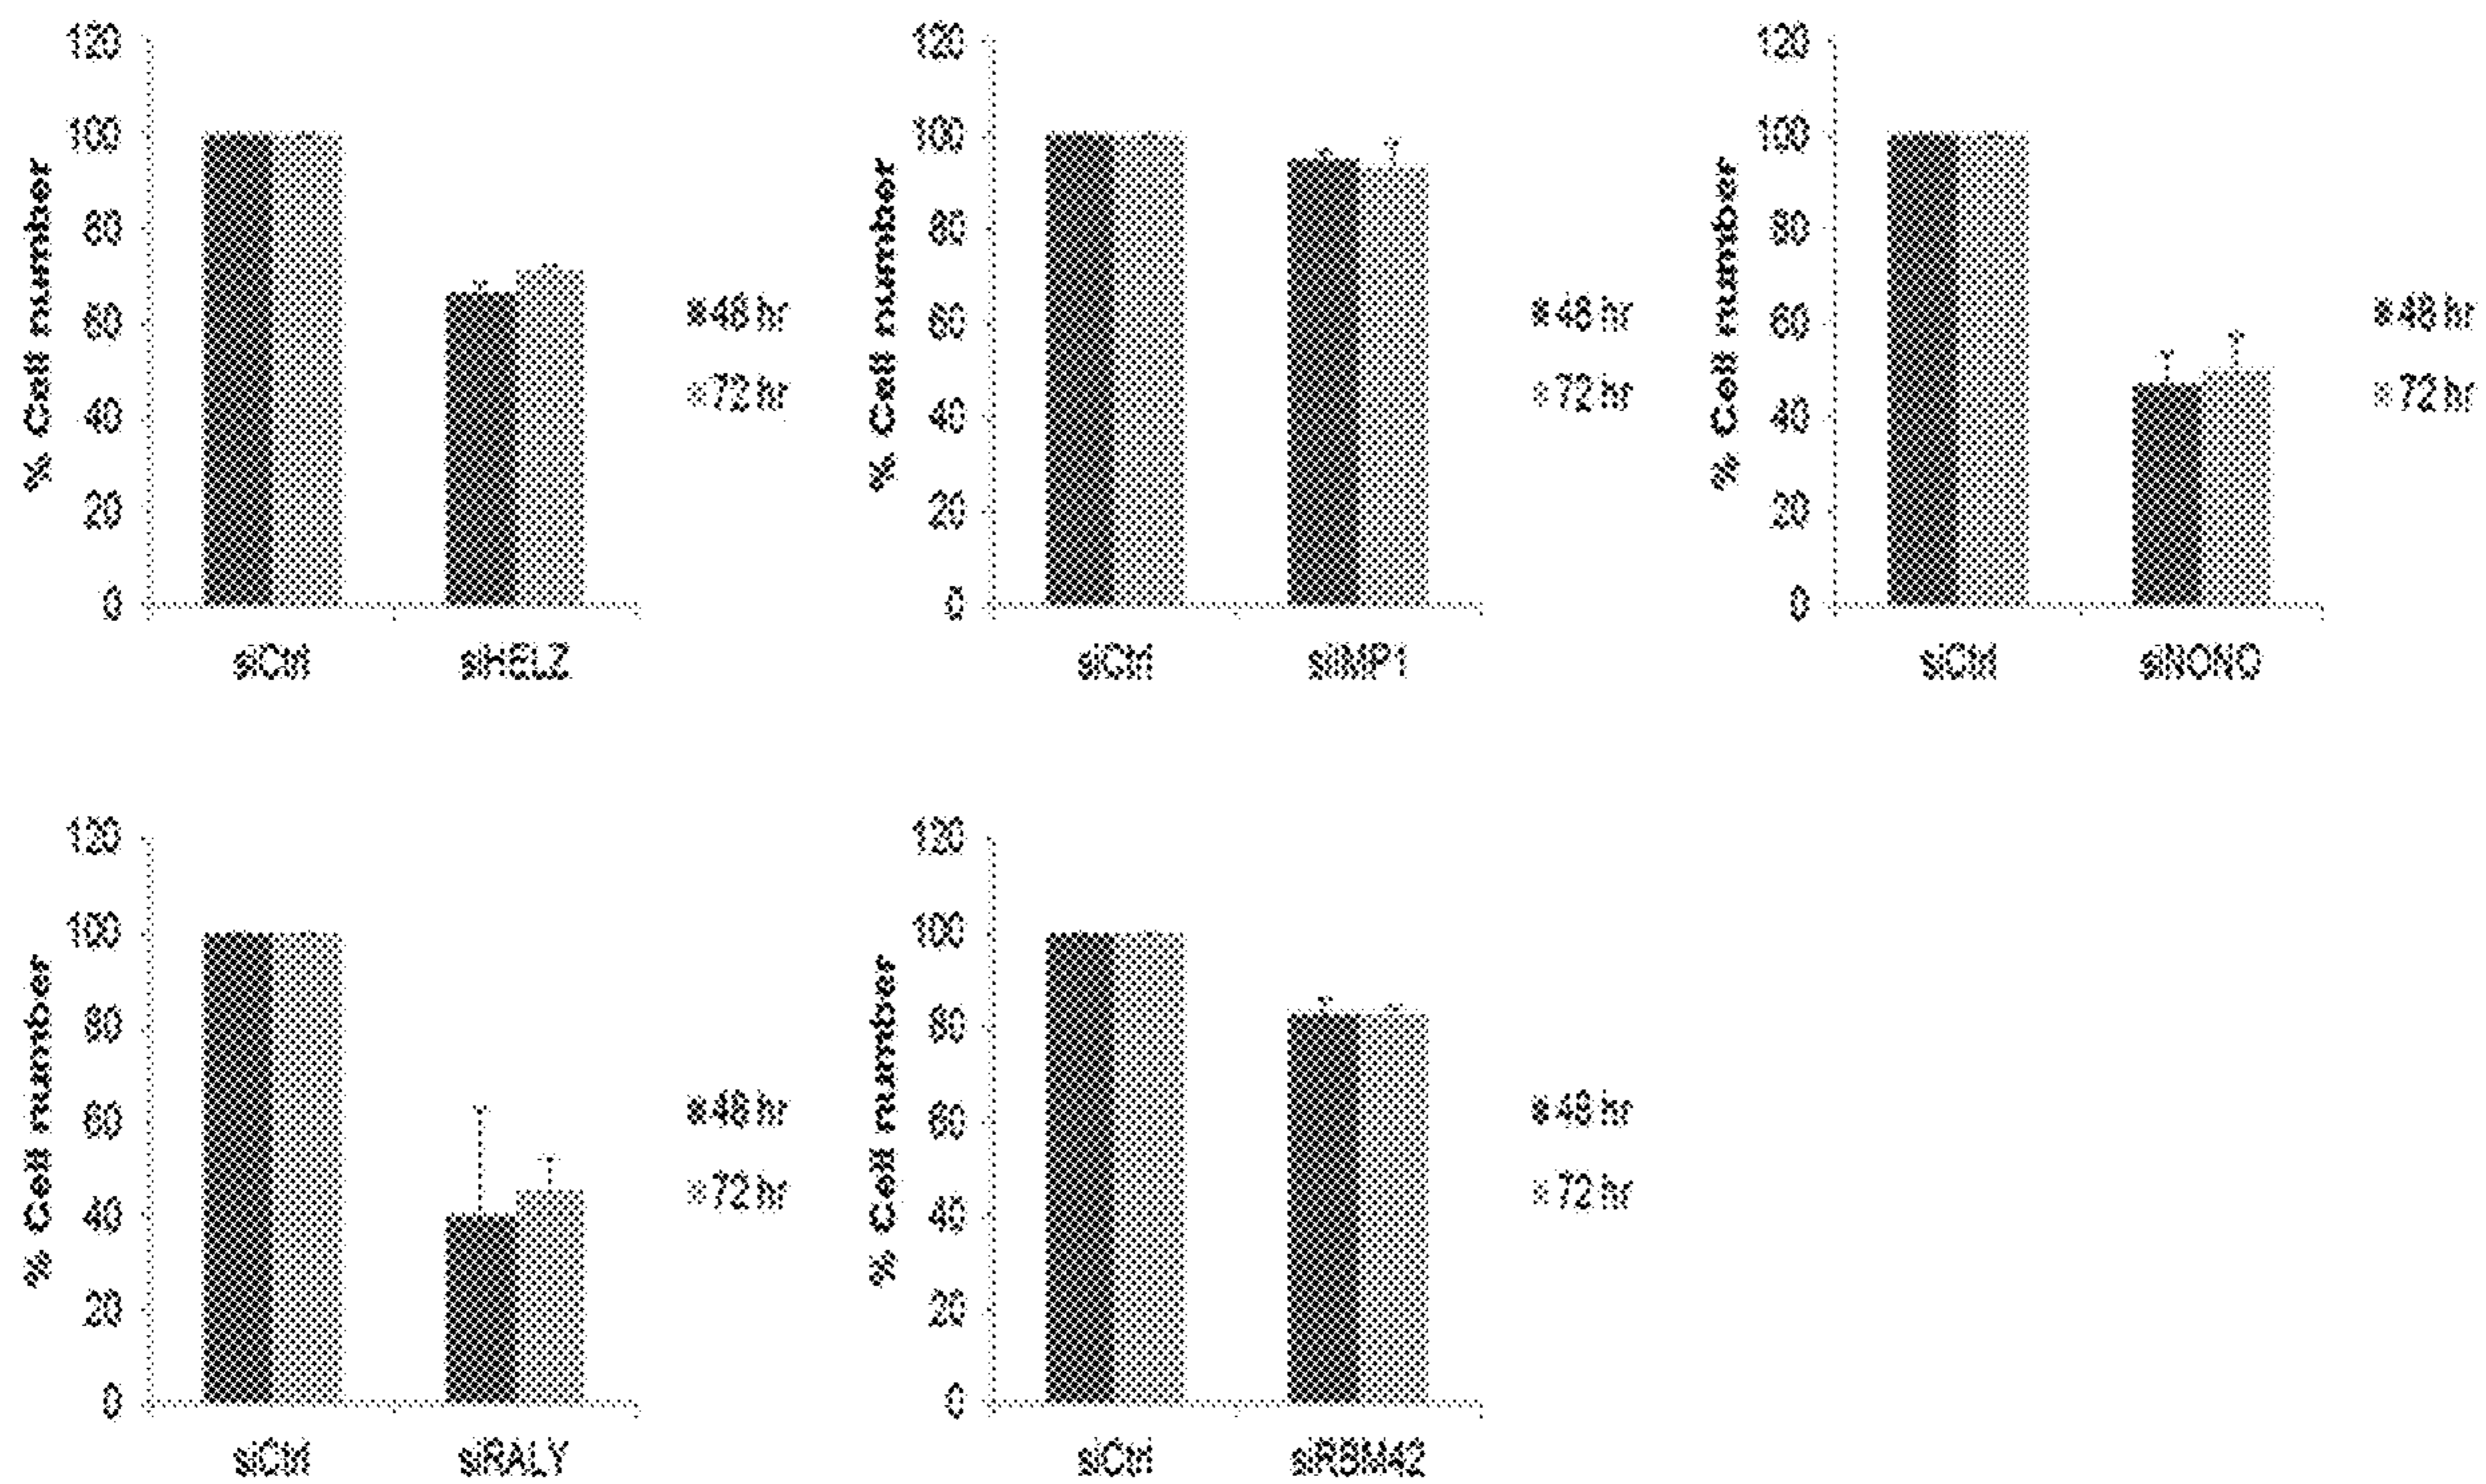 120
100
80
60
40
20
0
% Cell number
siCtrl
siHELZ
48 hr
72 hr
120
100
80
60
40
20
0
% Cell number
siCtrl
siIMP1
48 hr
72 hr
120
100
80
60
40
20
0
% Cell number
siCtrl
siNONO
48 hr
72 hr
120
100
80
60
40
20
0
% Cell number
siCtrl
siRALY
48 hr
72 hr
120
100
80
60
40
20
0
% Cell number
siCtrl
siRBM42
48 hr
72 hr